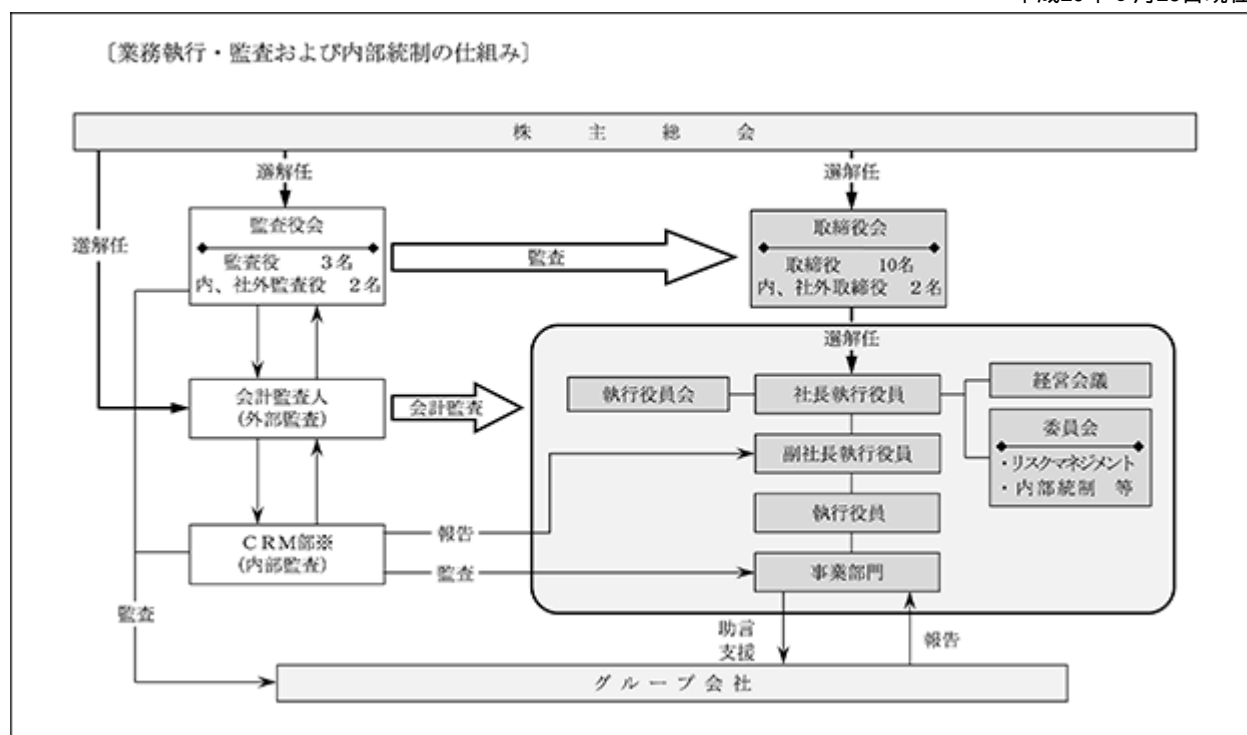 〔業務執行・監査および内部統制の仕組み〕
株主総会
選解任
選解任
選解任
監査役会
監査役 3名
内、社外監査役 2名
監査
取締役会
取締役 10名
内、社外取締役 2名
選解任
会計監査人
(外部監査)
会計監査
執行役員会
社長執行役員
経営会議
委員会
・リスクマネジメント
・内部統制 等
副社長執行役員
執行役員
CRM部※
(内部監査)
報告
監査
事業部門
監査
助言
支援
報告
グループ会社